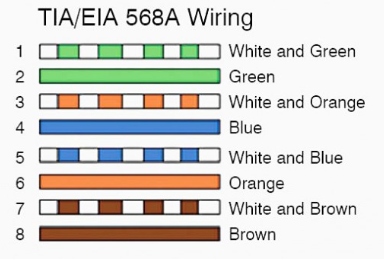 TIA/EIA 568A Wiring
1 White and Green
2 Green
3 White and Orange
4 Blue
5 White and Blue
6 Orange
7 White and Brown
8 Brown